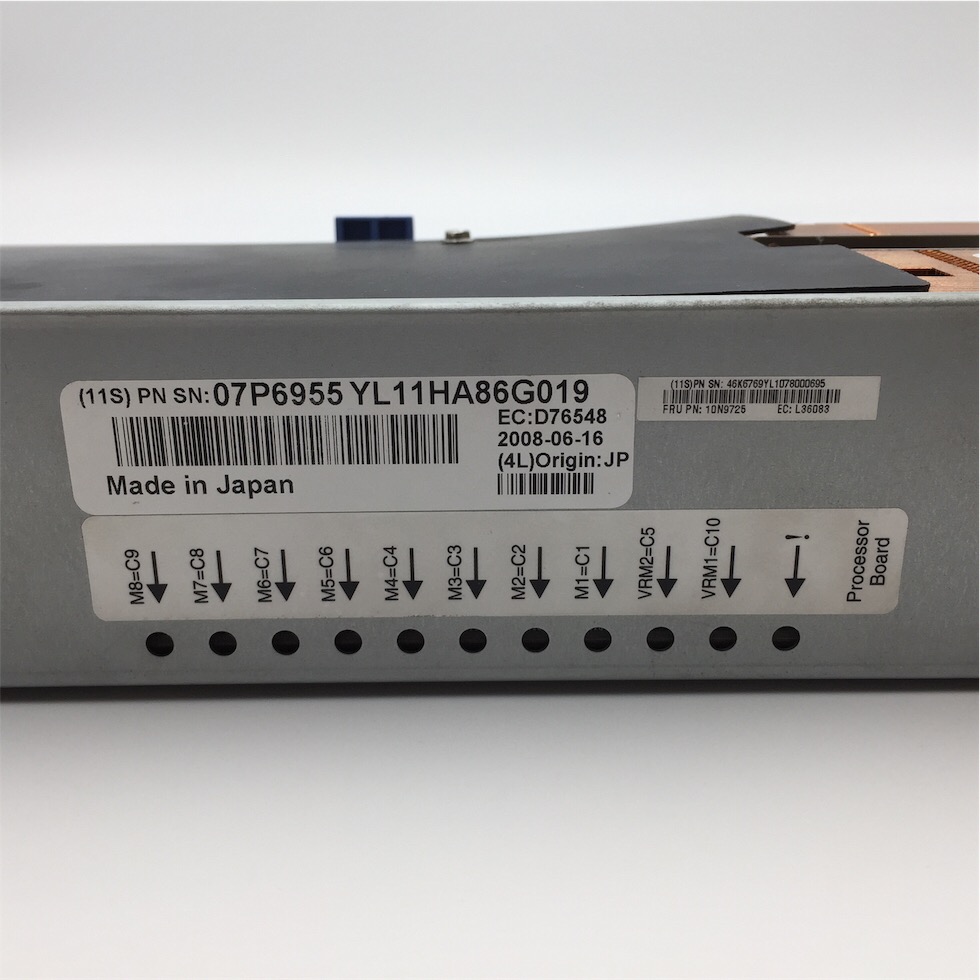 (11S) PN SN: 07P6955 YL11HA86G019
EC:D76548
2008-06-16
(4L)Origin:JP
Made in Japan
(11S)PN SN: 46K6769YL1078000695
FRU PN: 10N9725 EC: L36083
M8=C9
M7=C8
M6=C7
M5=C6
M4=C4
M3=C3
M2=C2
M1=C1
VRM2=C5
VRM1=C10
!
Processor
Board